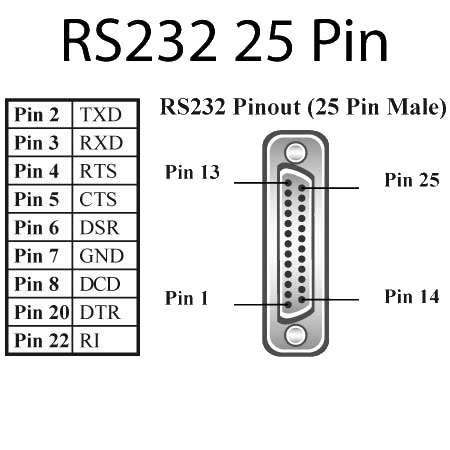 RS232 25 Pin
RS232 Pinout (25 Pin Male)
Pin 2 TXD
Pin 3 RXD
Pin 4 RTS
Pin 5 CTS
Pin 6 DSR
Pin 7 GND
Pin 8 DCD
Pin 20 DTR
Pin 22 RI
Pin 13
Pin 25
Pin 1
Pin 14